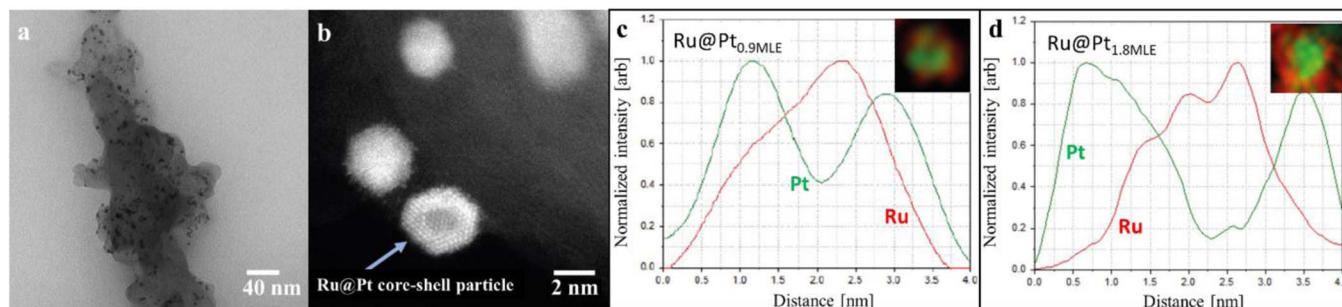 a
40 nm
b
Ru@Pt core-shell particle
2 nm
c
Ru@Pt0.9MLE
Normalized intensity [arb]
1.2
1.0
0.8
0.6
0.4
0.2
0.0
Pt
Ru
0.0 0.5 1.0 1.5 2.0 2.5 3.0 3.5 4.0
Distance [nm]
d
Ru@Pt1.8MLE
Normalized intensity [arb]
1.2
1.0
0.8
0.6
0.4
0.2
0.0
Pt
Ru
0.0 0.5 1.0 1.5 2.0 2.5 3.0 3.5
Distance [nm]